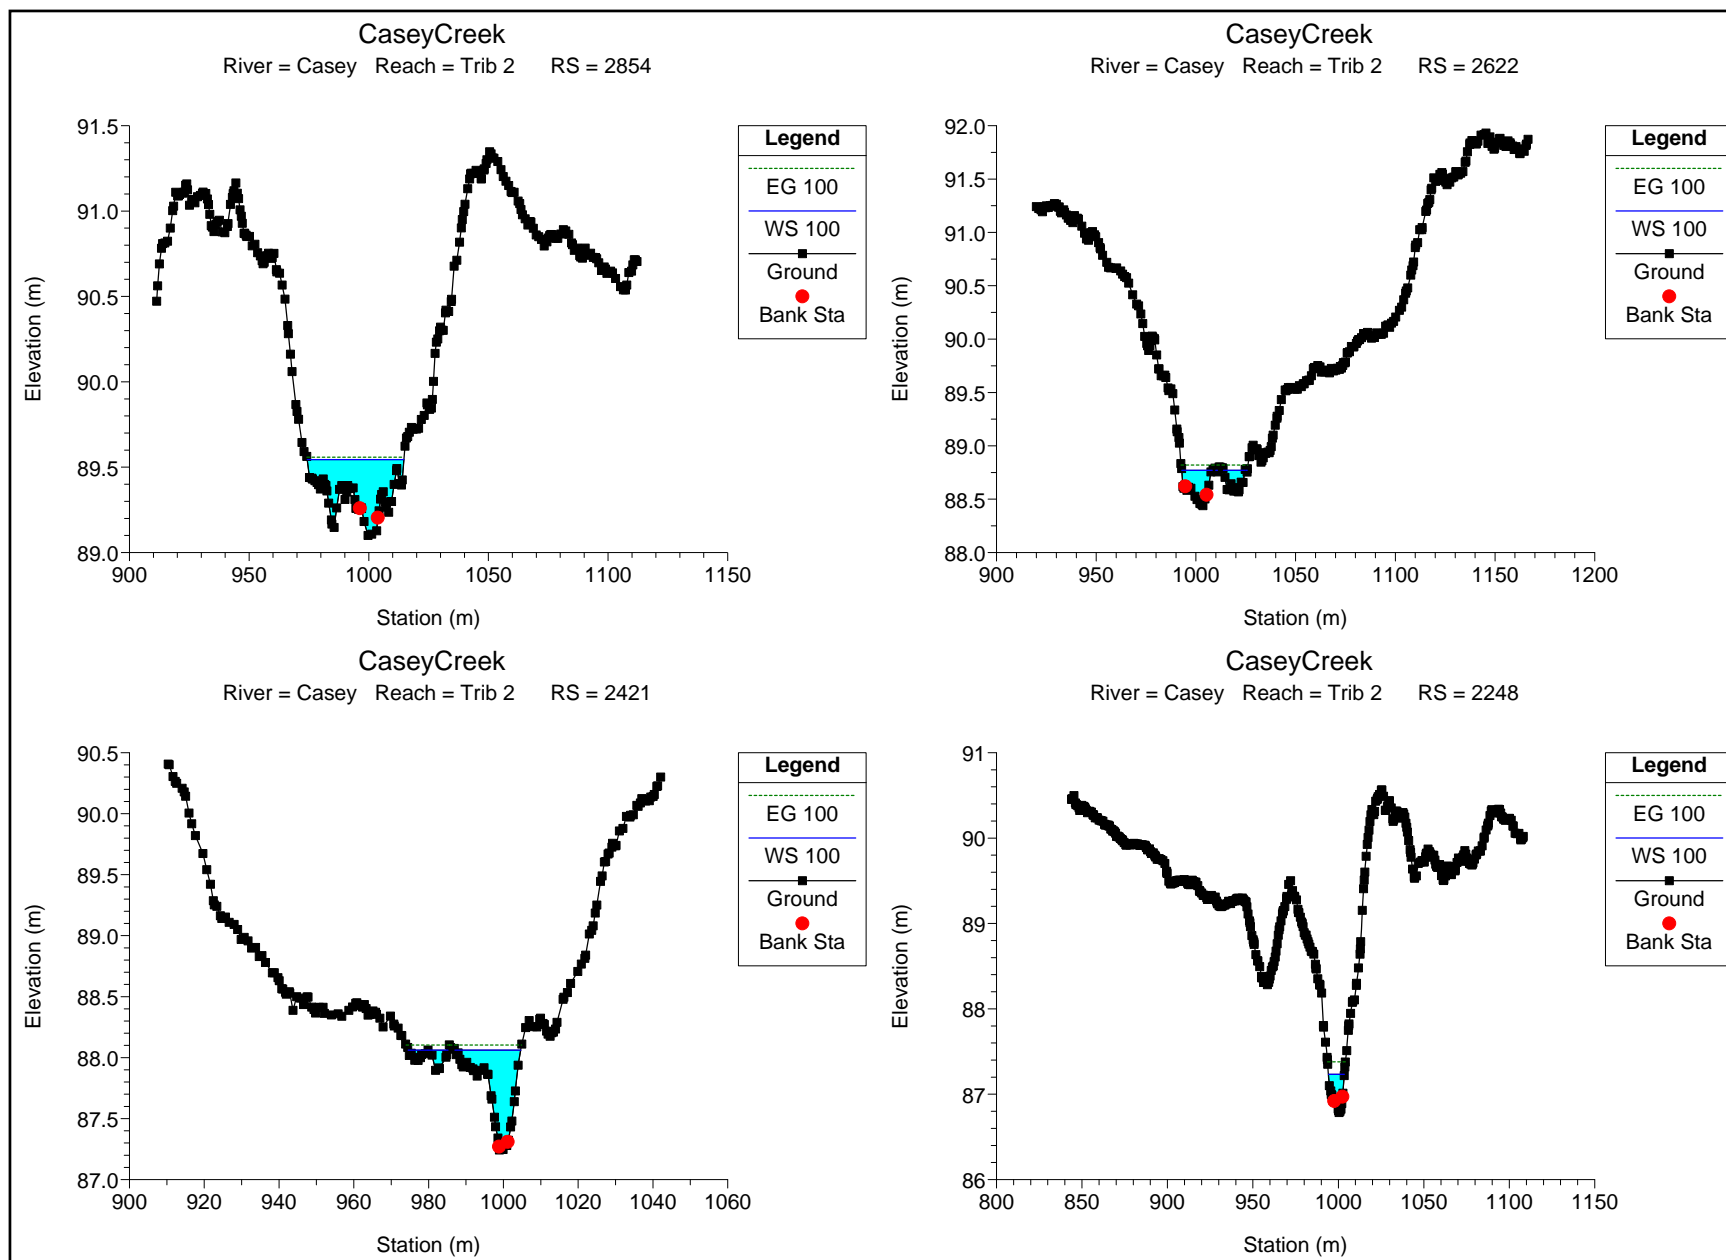 CaseyCreek
River = Casey Reach = Trib 2 RS = 2854
91.5
91.0
90.5
90.0
89.5
89.0
Elevation (m)
900 950 1000 1050 1100 1150
Station (m)
Legend
EG 100
WS 100
Ground
Bank Sta
CaseyCreek
River = Casey Reach = Trib 2 RS = 2622
92.0
91.5
91.0
90.5
90.0
89.5
89.0
88.5
88.0
Elevation (m)
900 950 1000 1050 1100 1150 1200
Station (m)
Legend
EG 100
WS 100
Ground
Bank Sta
CaseyCreek
River = Casey Reach = Trib 2 RS = 2421
90.5
90.0
89.5
89.0
88.5
88.0
87.5
87.0
Elevation (m)
900 920 940 960 980 1000 1020 1040 1060
Station (m)
Legend
EG 100
WS 100
Ground
Bank Sta
CaseyCreek
River = Casey Reach = Trib 2 RS = 2248
91
90
89
88
87
86
Elevation (m)
800 850 900 950 1000 1050 1100 1150
Station (m)
Legend
EG 100
WS 100
Ground
Bank Sta